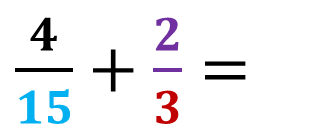 4/15 + 2/3 =